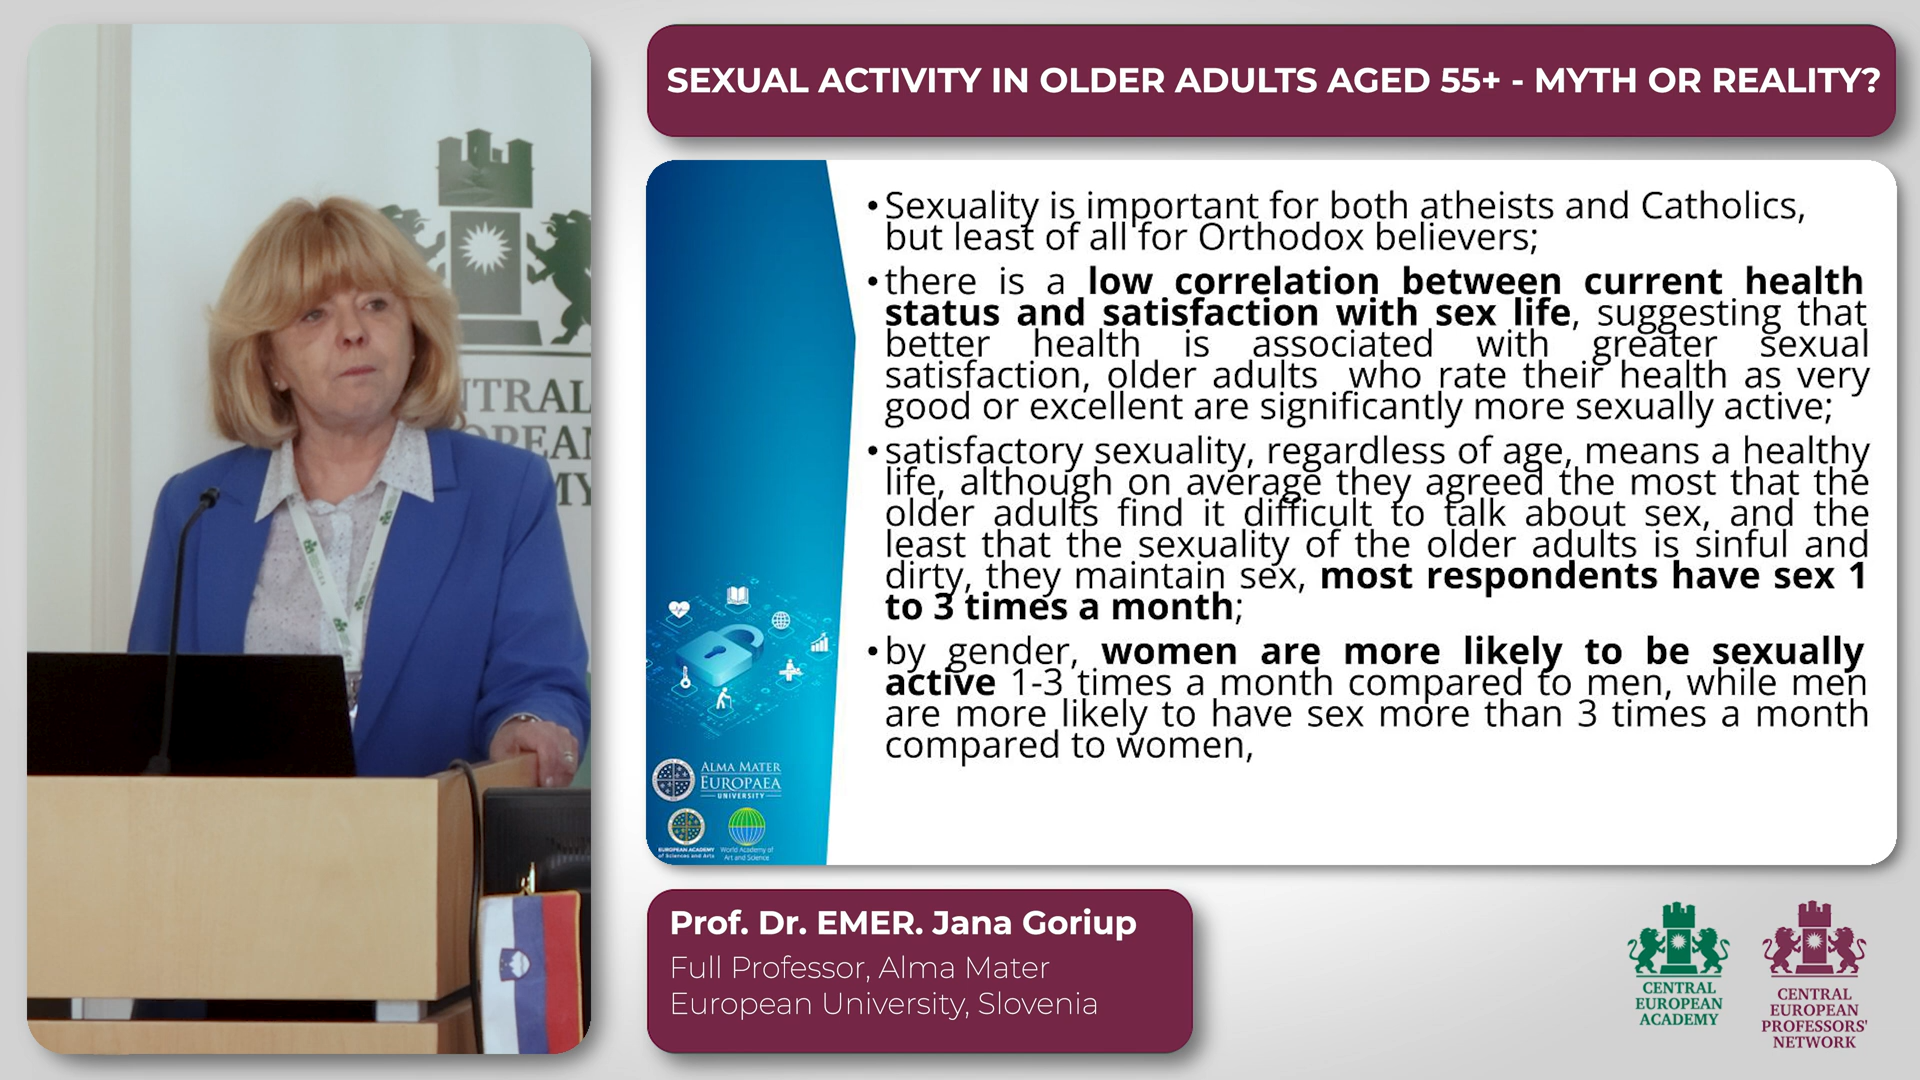 SEXUAL ACTIVITY IN OLDER ADULTS AGED 55+ - MYTH OR REALITY?
• Sexuality is important for both atheists and Catholics,
but least of all for Orthodox believers;
• there is a low correlation between current health
status and satisfaction with sex life, suggesting that
better health is associated with greater sexual
satisfaction, older adults who rate their health as very
good or excellent are significantly more sexually active;
• satisfactory sexuality, regardless of age, means a healthy
life, although on average they agreed the most that the
older adults find it difficult to talk about sex, and the
least that the sexuality of the older adults is sinful and
dirty, they maintain sex, most respondents have sex 1
to 3 times a month;
• by gender, women are more likely to be sexually
active 1-3 times a month compared to men, while men
are more likely to have sex more than 3 times a month
compared to women,
ALMA MATER
EUROPAEA
UNIVERSITY
EUROPEAN ACADEMY
of Sciences and Arts
World Academy of
Art and Science
NTRAL
OPEAN
MY
Prof. Dr. EMER. Jana Goriup
Full Professor, Alma Mater
European University, Slovenia
CENTRAL
EUROPEAN
ACADEMY
CENTRAL
EUROPEAN
PROFESSORS'
NETWORK